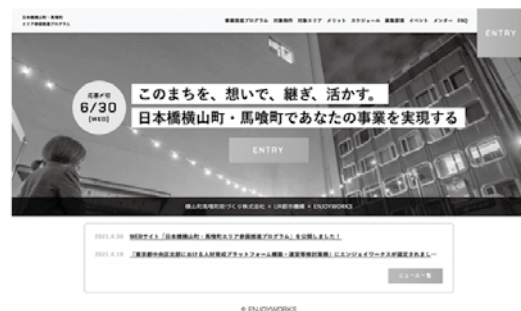 日本橋横山町・馬喰町
エリア参画推進プログラム
事業推進プログラム 対象物件 対象エリア メリット スケジュール 募集要項 イベント メンター FAQ
ENTRY
応募〆切
6/30
[WED]
このまちを、想いで、継ぎ、活かす。
日本橋横山町・馬喰町であなたの事業を実現する
ENTRY
横山町馬喰町街づくり株式会社 × UR都市機構 × ENJOYWORKS
2021.4.30 WEBサイト「日本橋横山町・馬喰町エリア参画推進プログラム」を公開しました！
2021.4.19 「東京都中央区北部における人材育成プラットフォーム構築・運営等検討業務」にエンジョイワークスが選定されまし…
ニュース一覧
© ENJOYWORKS